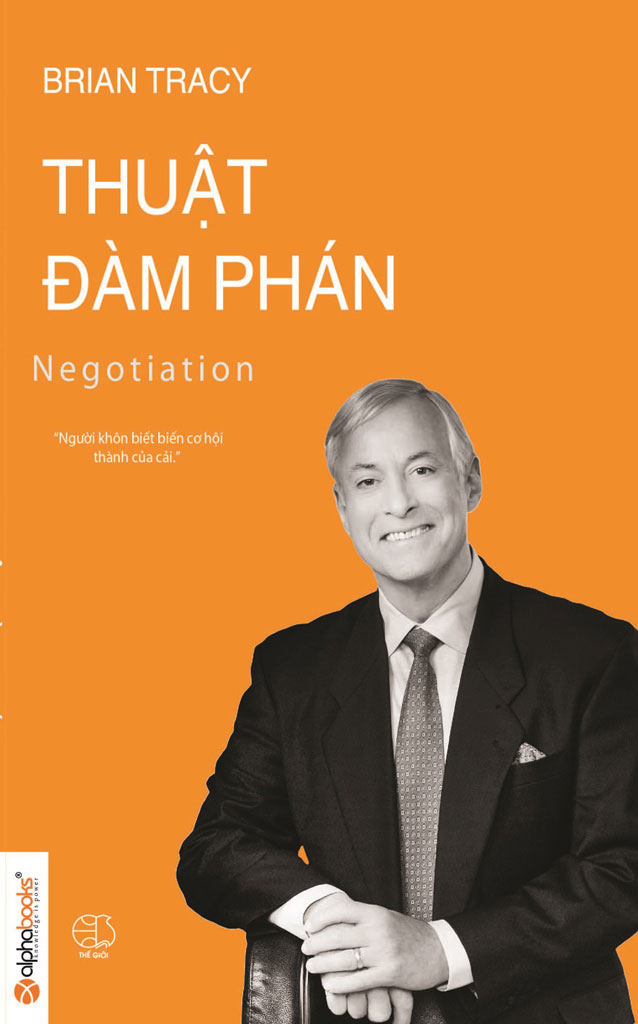 BRIAN TRACY
THUẬT
ĐÀM PHÁN
Negotiation
“Người khôn biết biến cơ hội
thành của cải.”
alphabooks®
knowledge is power
THẾ GIỚI